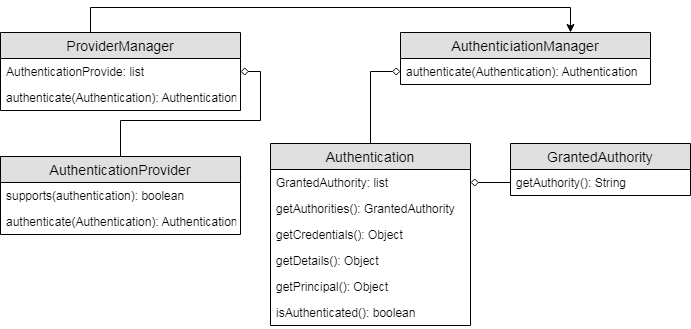 ProviderManager
AuthenticationProvide: list
authenticate(Authentication): Authentication
AuthenticiationManager
authenticate(Authentication): Authentication
AuthenticationProvider
supports(authentication): boolean
authenticate(Authentication): Authentication
Authentication
GrantedAuthority: list
getAuthorities(): GrantedAuthority
getCredentials(): Object
getDetails(): Object
getPrincipal(): Object
isAuthenticated(): boolean
GrantedAuthority
getAuthority(): String